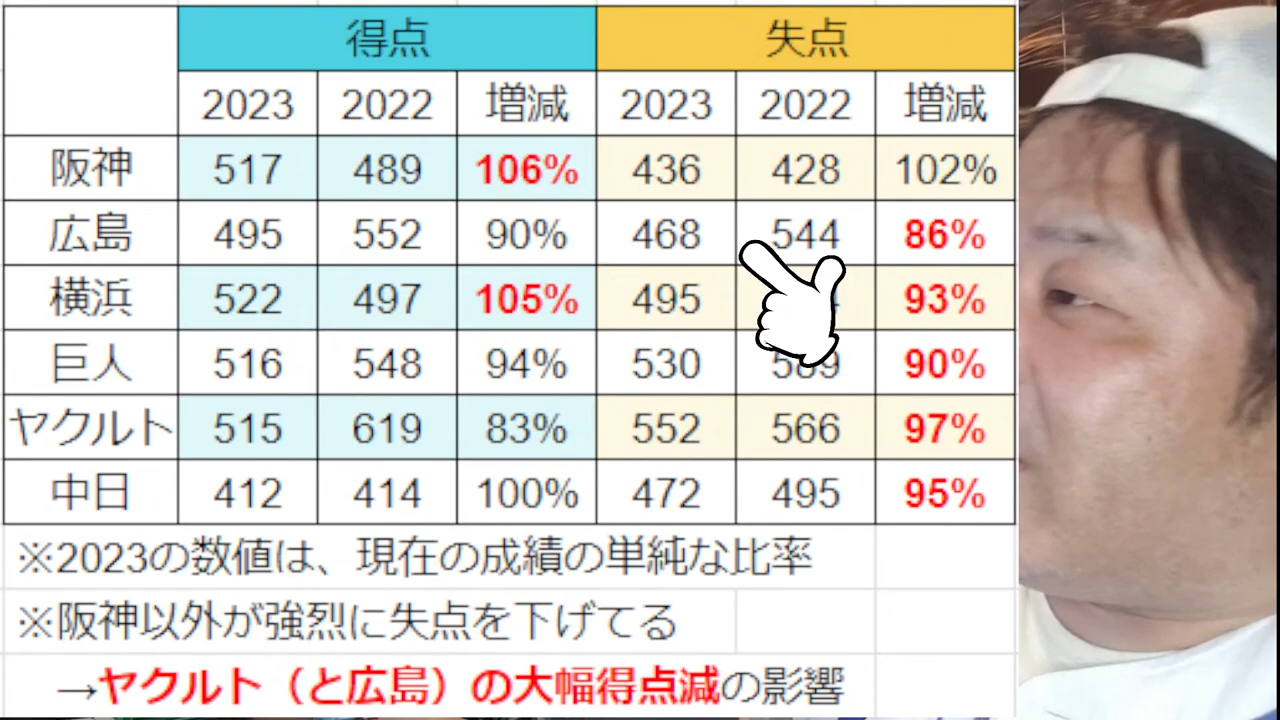 得点 失点
2023 2022 増減 2023 2022 増減
阪神 517 489 106% 436 428 102%
広島 495 552 90% 468 544 86%
横浜 522 497 105% 495 93%
巨人 516 548 94% 530 589 90%
ヤクルト 515 619 83% 552 566 97%
中日 412 414 100% 472 495 95%
※2023の数値は、現在の成績の単純な比率
※阪神以外が強烈に失点を下げてる
→ヤクルト（と広島）の大幅得点減の影響